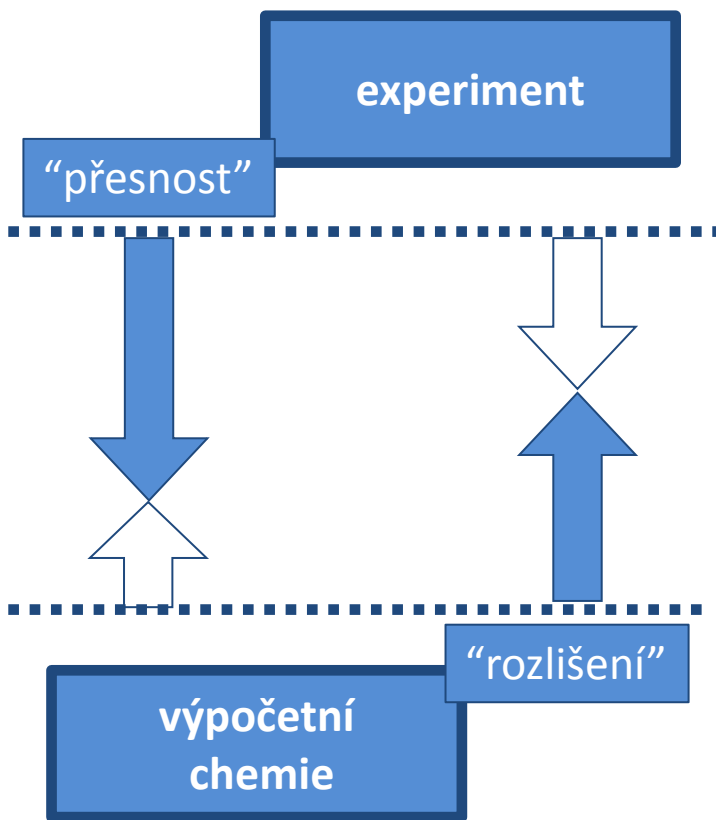 experiment
“přesnost”
“rozlišení”
výpočetní
chemie